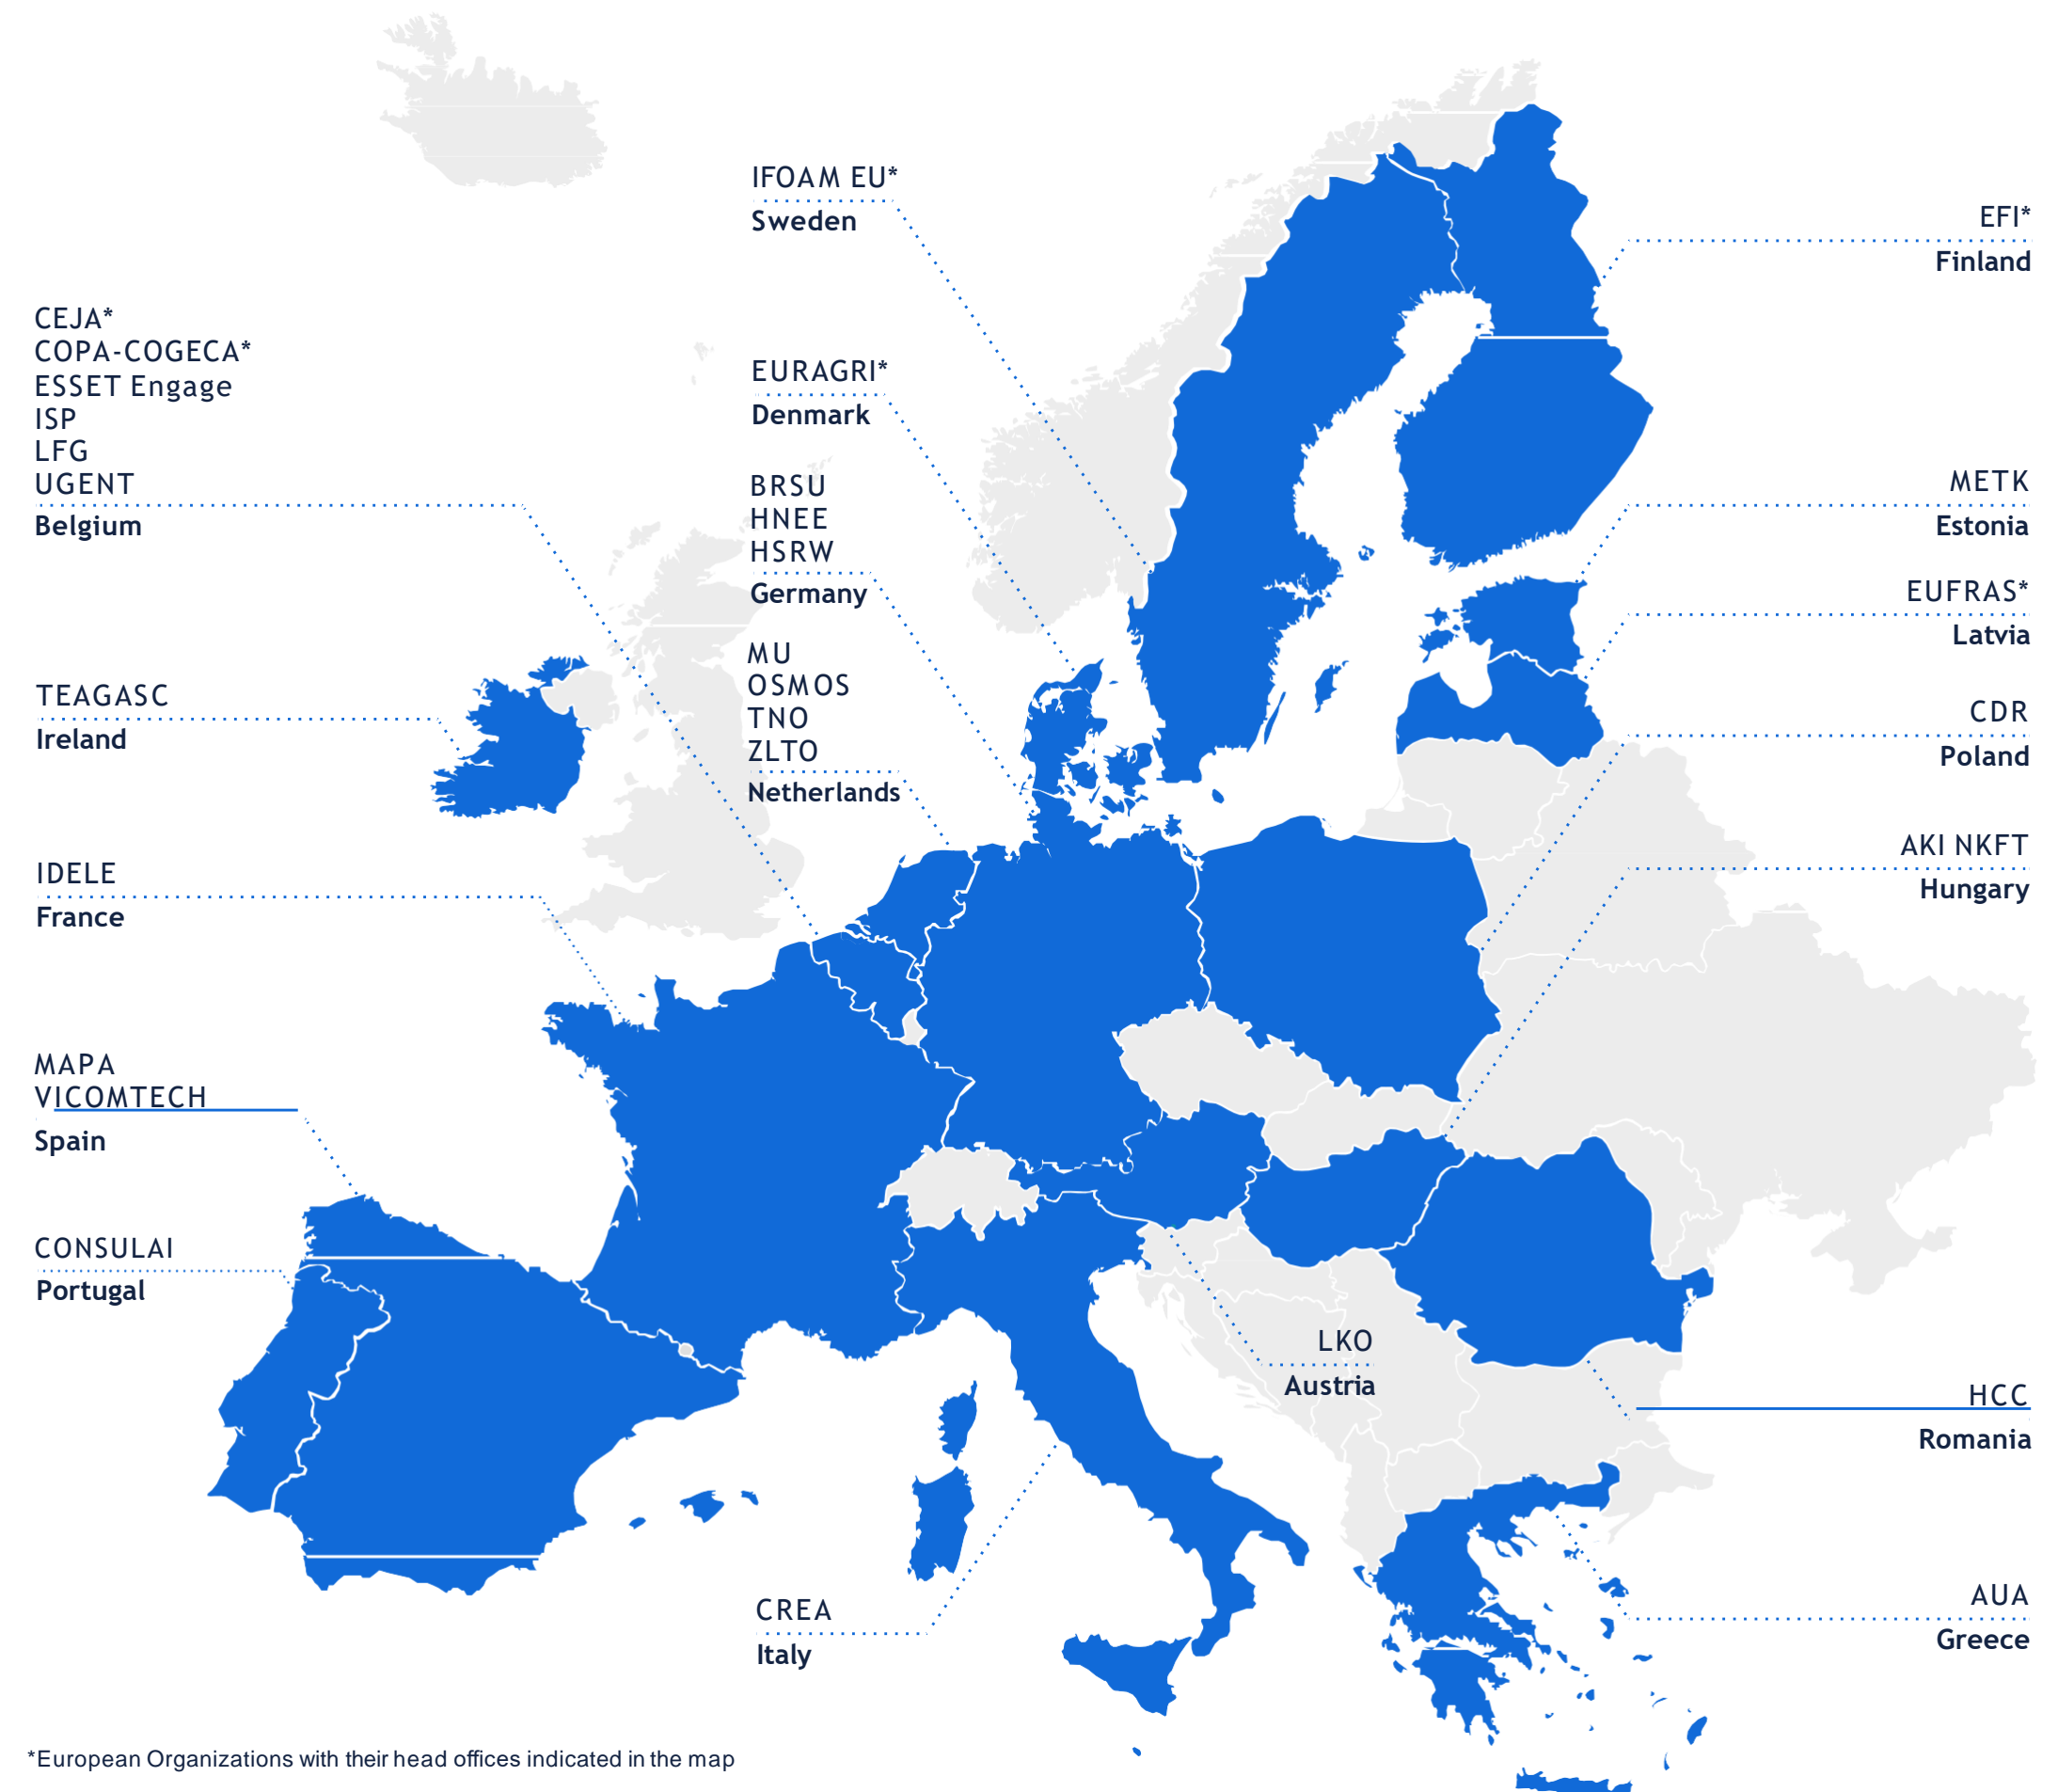 CEJA*
COPA-COGECA*
ESSET Engage
ISP
LFG
UGENT
Belgium
TEAGASC
Ireland
IDELE
France
MAPA
VICOMTECH
Spain
CONSULAI
Portugal
IFOAM EU*
Sweden
EURAGRI*
Denmark
BRSU
HNEE
HSRW
Germany
MU
OSMOS
TNO
ZLTO
Netherlands
CREA
Italy
LKO
Austria
EFI*
Finland
METK
Estonia
EUFRAS*
Latvia
CDR
Poland
AKI NKFT
Hungary
HCC
Romania
AUA
Greece
*European Organizations with their head offices indicated in the map